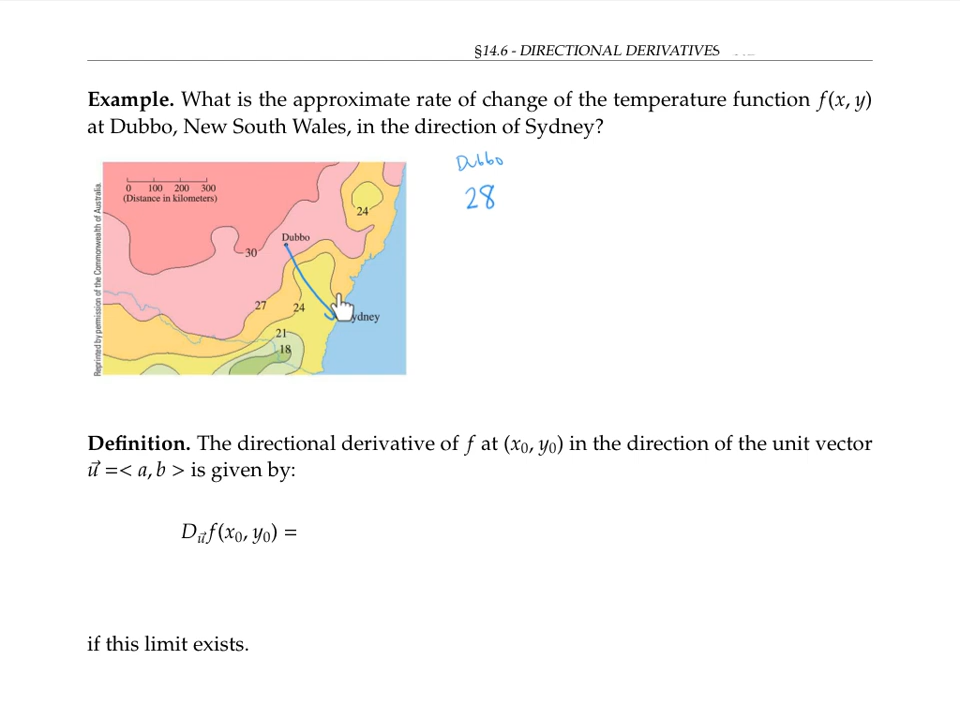 §14.6 - DIRECTIONAL DERIVATIVES
Example. What is the approximate rate of change of the temperature function f(x, y)
at Dubbo, New South Wales, in the direction of Sydney?
Dubbo
28
0 100 200 300
(Distance in kilometers)
Reprinted by permission of the Commonwealth of Australia.
24
Dubbo
30
27
24
ydney
21
18
Definition. The directional derivative of f at (x₀, y₀) in the direction of the unit vector
u⃗ =< a, b > is given by:
D_u⃗ f(x₀, y₀) =
if this limit exists.